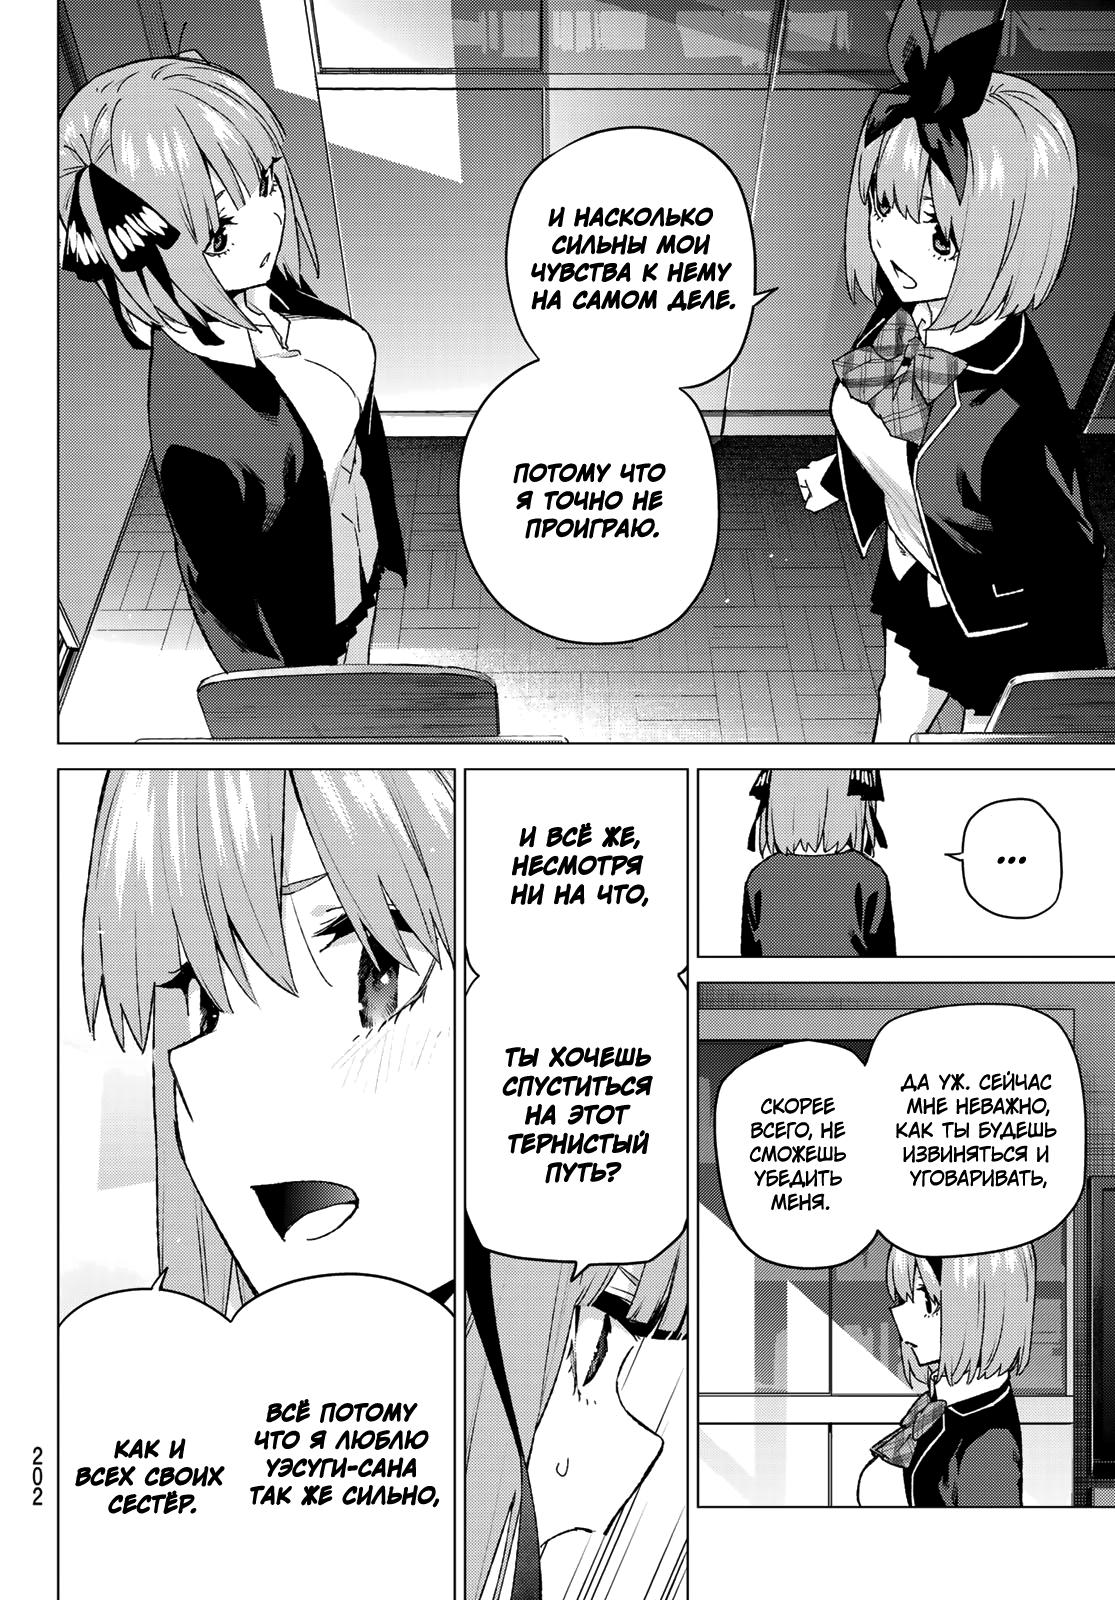 И НАСКОЛЬКО
СИЛЬНЫ МОИ
ЧУВСТВА К НЕМУ
НА САМОМ ДЕЛЕ.
ПОТОМУ ЧТО
Я ТОЧНО НЕ
ПРОИГРАЮ.
...
ДА УЖ. СЕЙЧАС
МНЕ НЕВАЖНО,
КАК ТЫ БУДЕШЬ
ИЗВИНЯТЬСЯ И
УГОВАРИВАТЬ,
СКОРЕЕ
ВСЕГО, НЕ
СМОЖЕШЬ
УБЕДИТЬ
МЕНЯ.
И ВСЁ ЖЕ,
НЕСМОТРЯ
НИ НА ЧТО,
ТЫ ХОЧЕШЬ
СПУСТИТЬСЯ
НА ЭТОТ
ТЕРНИСТЫЙ
ПУТЬ?
ВСЁ ПОТОМУ
ЧТО Я ЛЮБЛЮ
УЭСУГИ-САНА
ТАК ЖЕ СИЛЬНО,
КАК И
ВСЕХ СВОИХ
СЕСТЁР.
202